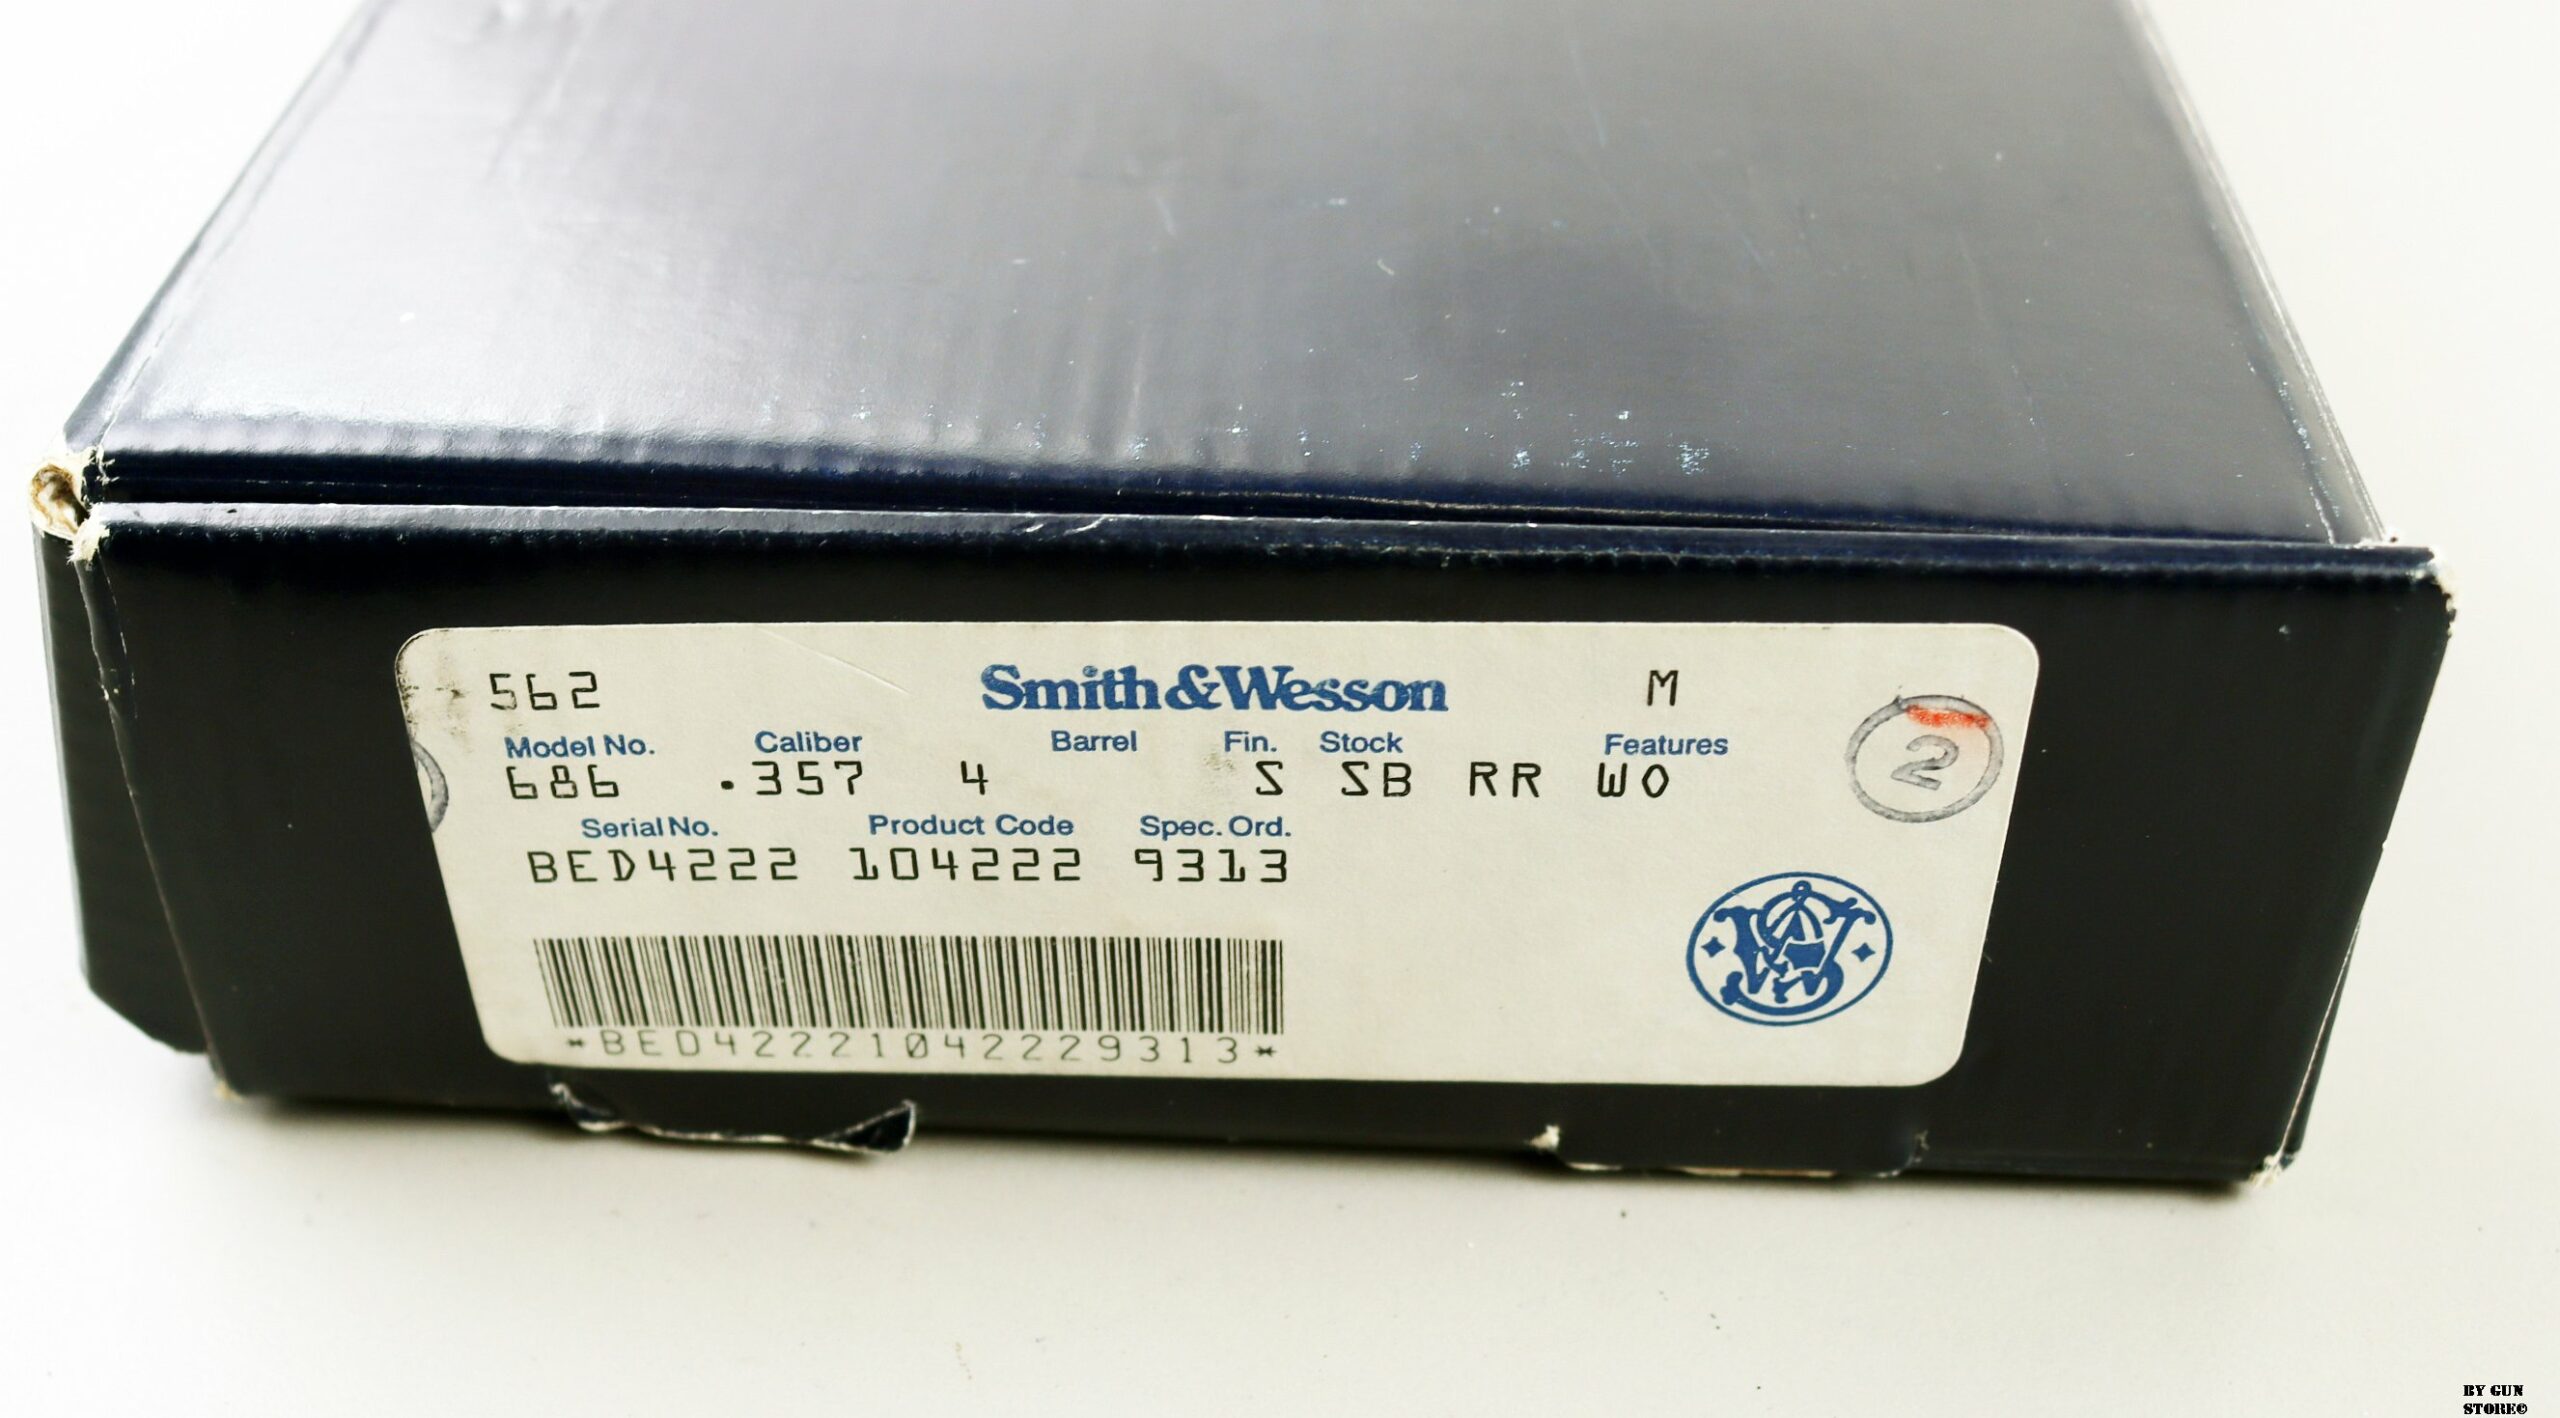 562 Smith & Wesson M
Model No. Caliber Barrel Fin. Stock Features
686 .357 4 S SB RR WO
2
Serial No. Product Code Spec. Ord.
BED4222 104222 9313
*BED42221042229313*
BY GUN
STORE©